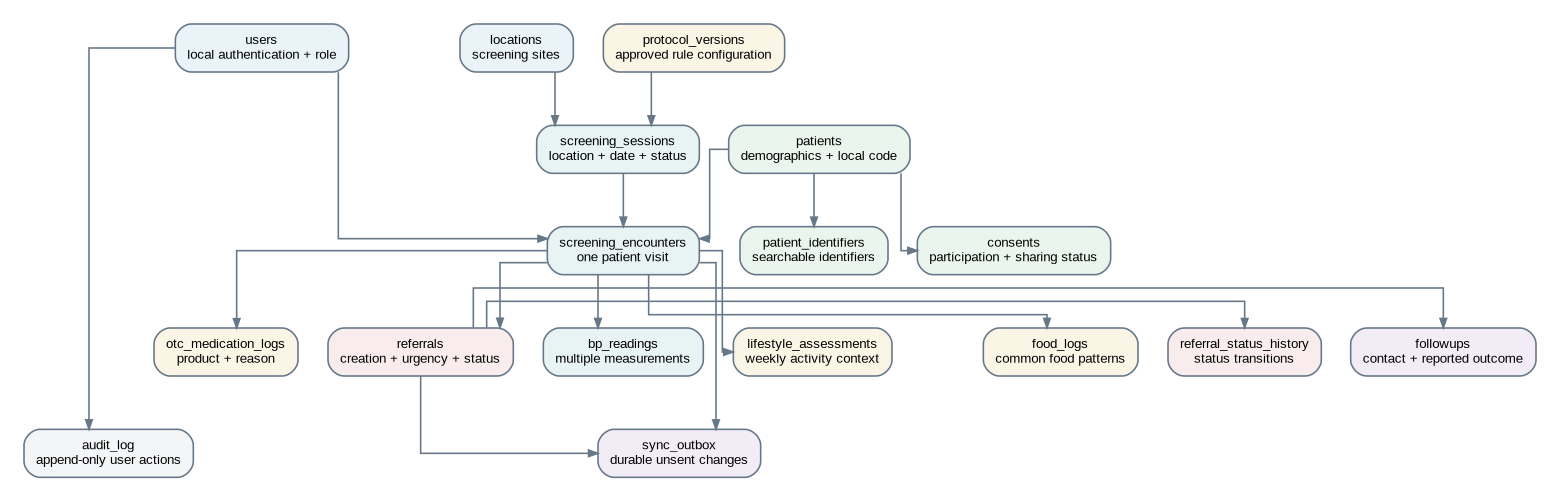 users
local authentication + role
locations
screening sites
protocol_versions
approved rule configuration
screening_sessions
location + date + status
patients
demographics + local code
screening_encounters
one patient visit
patient_identifiers
searchable identifiers
consents
participation + sharing status
otc_medication_logs
product + reason
referrals
creation + urgency + status
bp_readings
multiple measurements
lifestyle_assessments
weekly activity context
food_logs
common food patterns
referral_status_history
status transitions
followups
contact + reported outcome
audit_log
append-only user actions
sync_outbox
durable unsent changes